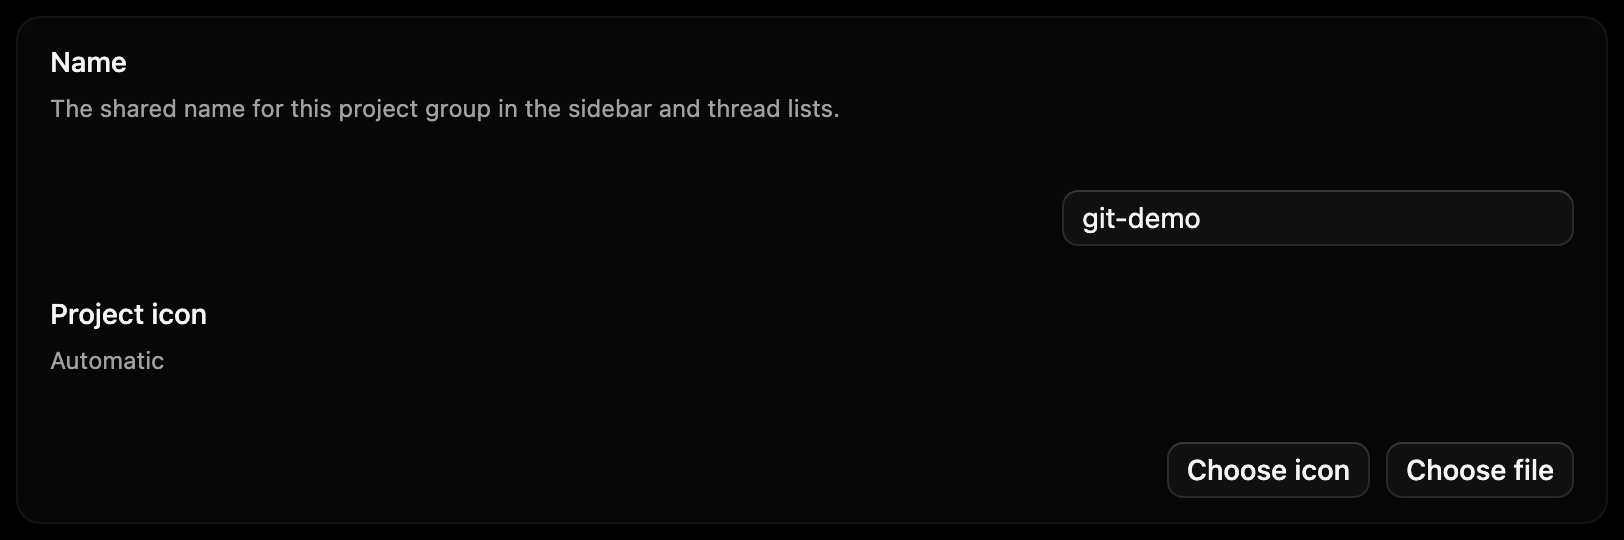 Name
The shared name for this project group in the sidebar and thread lists.
git-demo
Project icon
Automatic
Choose icon
Choose file